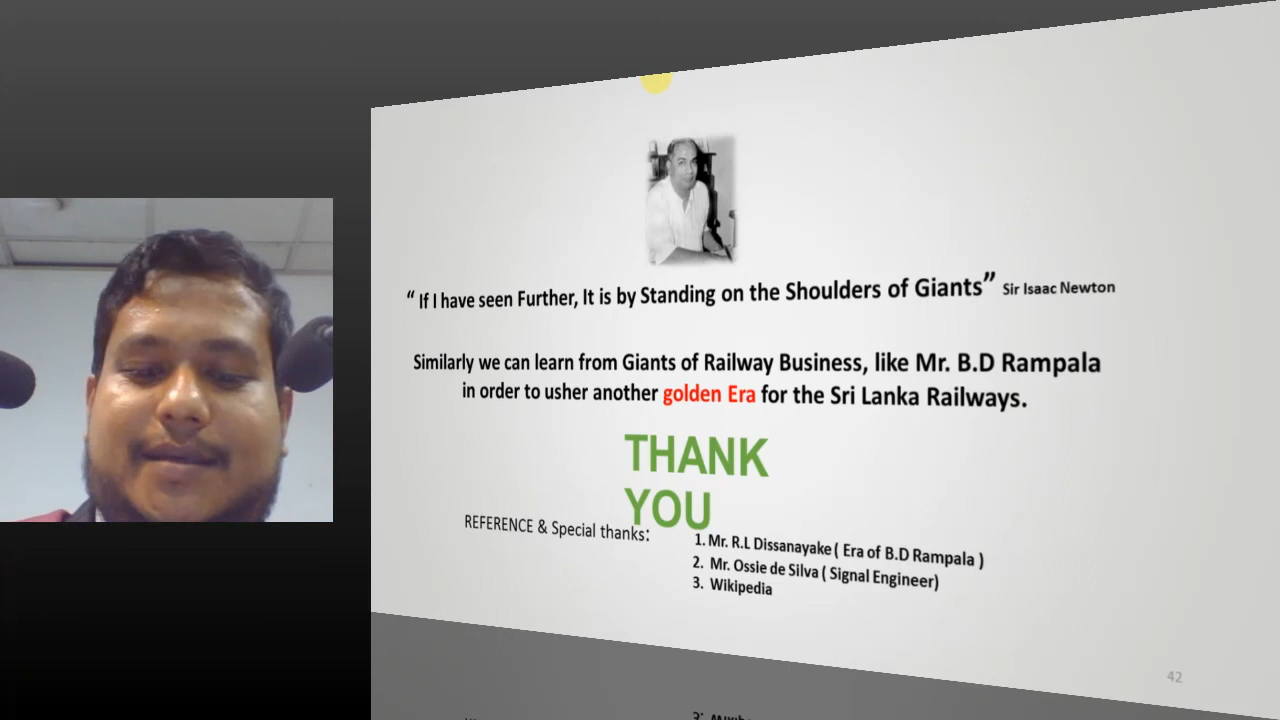 “ If I have seen Further, It is by Standing on the Shoulders of Giants” Sir Isaac Newton
Similarly we can learn from Giants of Railway Business, like Mr. B.D Rampala
in order to usher another golden Era for the Sri Lanka Railways.
THANK
YOU
REFERENCE & Special thanks:
1. Mr. R.L Dissanayake ( Era of B.D Rampala )
2. Mr. Ossie de Silva ( Signal Engineer)
3. Wikipedia
42